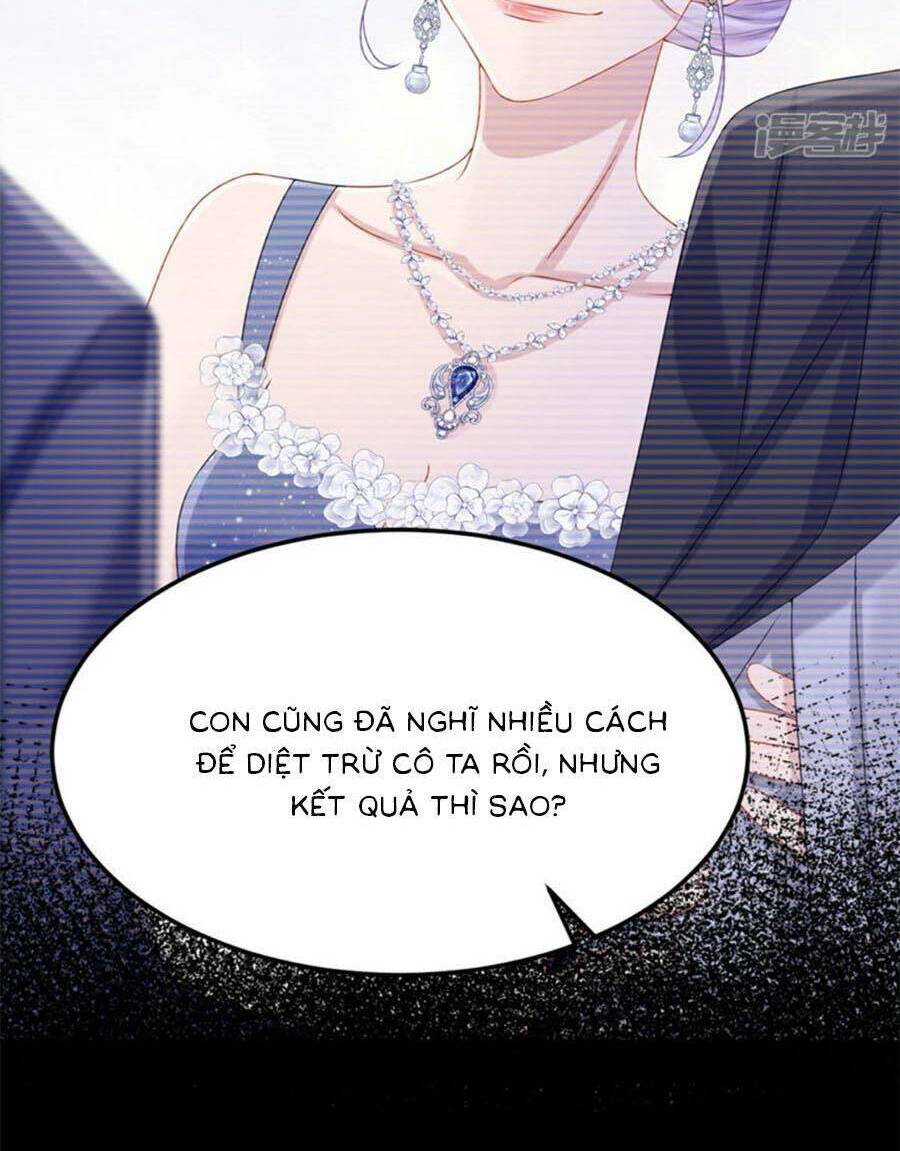 漫客栈
CON CŨNG ĐÃ NGHĨ NHIỀU CÁCH
ĐỂ DIỆT TRỪ CÔ TA RỒI, NHƯNG
KẾT QUẢ THÌ SAO?